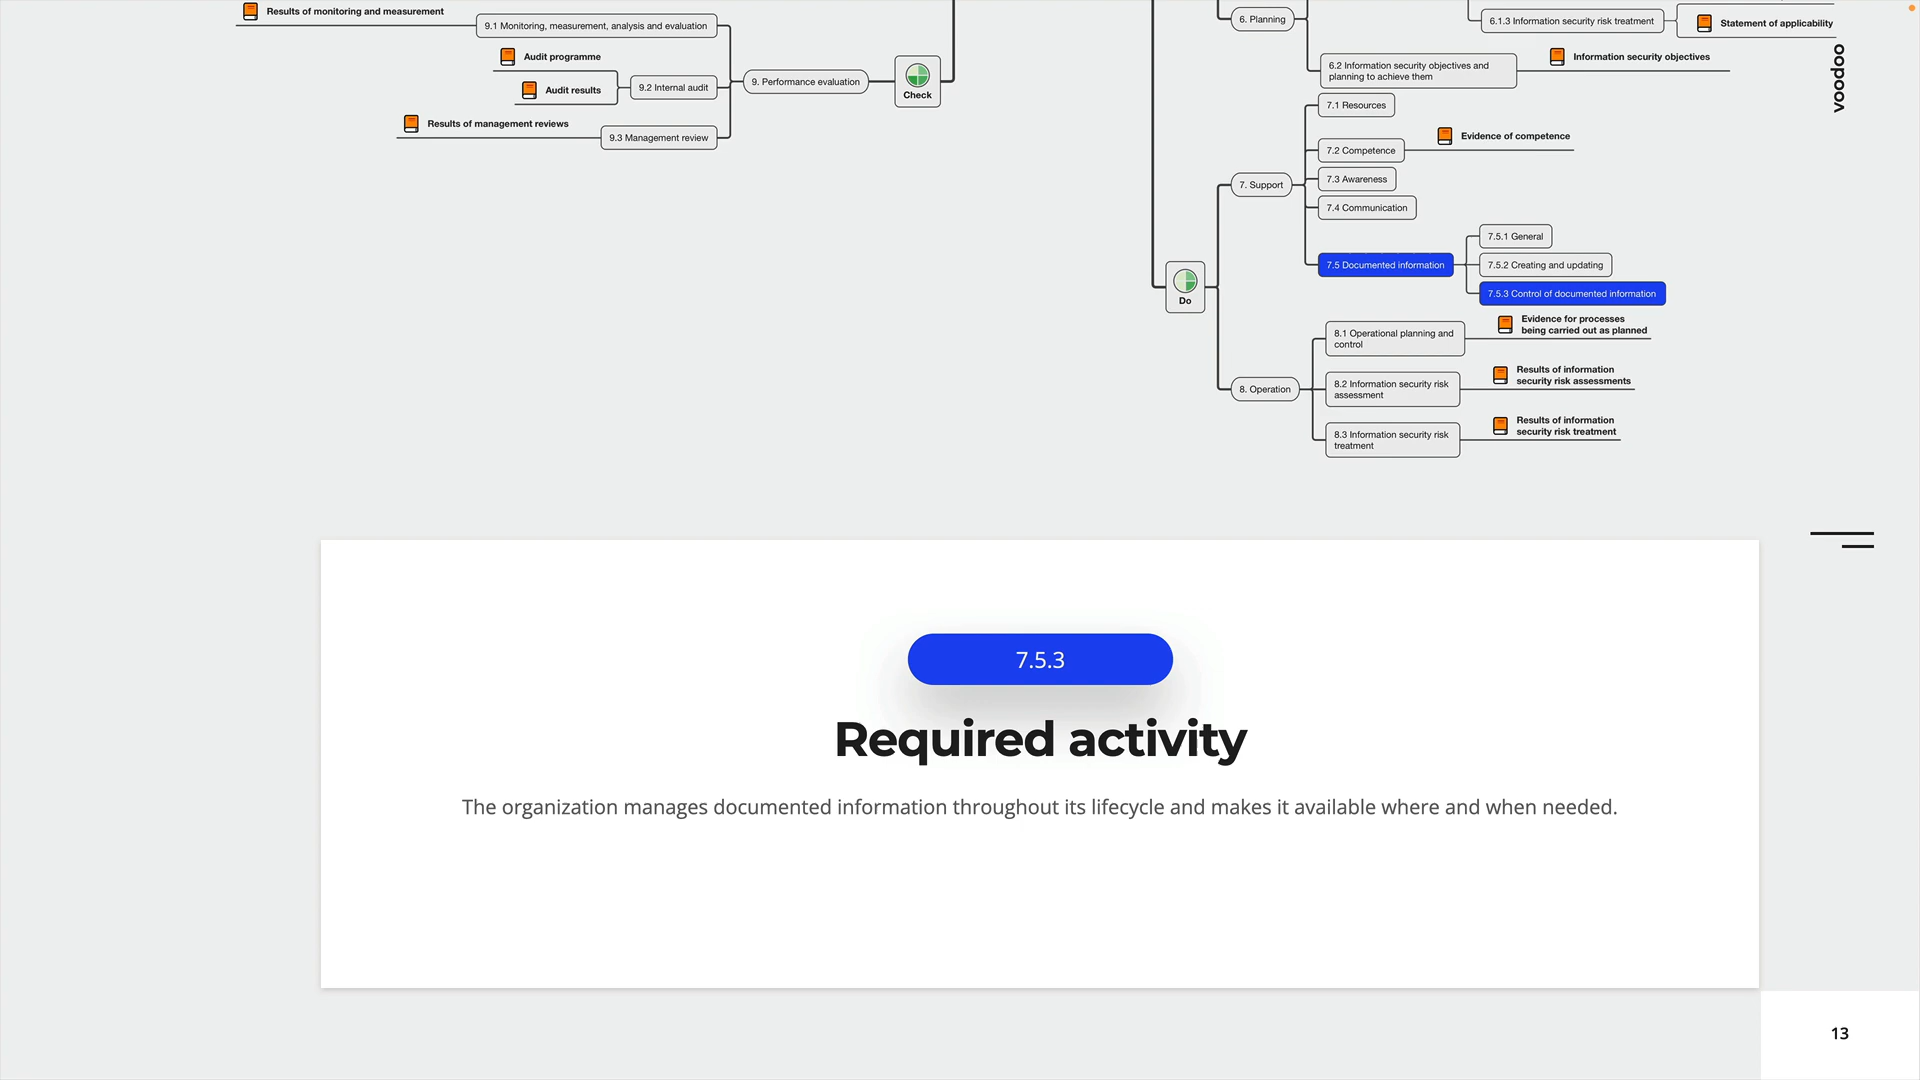 Results of monitoring and measurement
9.1 Monitoring, measurement, analysis and evaluation
Audit programme
Audit results
9.2 Internal audit
9. Performance evaluation
Check
Results of management reviews
9.3 Management review
6. Planning
6.1.3 Information security risk treatment
Statement of applicability
6.2 Information security objectives and
planning to achieve them
Information security objectives
voodoo
7.1 Resources
7.2 Competence
Evidence of competence
7.3 Awareness
7. Support
7.4 Communication
7.5 Documented information
7.5.1 General
7.5.2 Creating and updating
7.5.3 Control of documented information
Do
8.1 Operational planning and
control
Evidence for processes
being carried out as planned
8. Operation
8.2 Information security risk
assessment
Results of information
security risk assessments
8.3 Information security risk
treatment
Results of information
security risk treatment
7.5.3
Required activity
The organization manages documented information throughout its lifecycle and makes it available where and when needed.
13